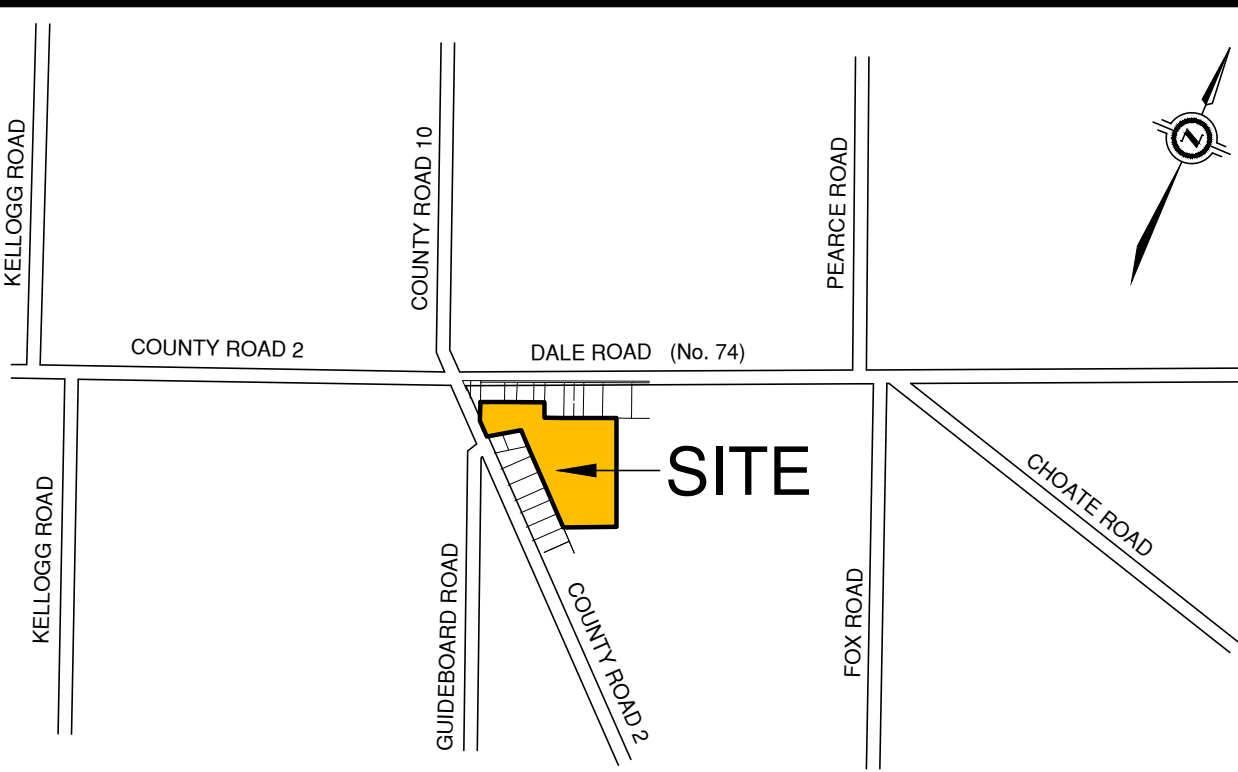 KELLOGG ROAD
COUNTY ROAD 10
PEARCE ROAD
N
COUNTY ROAD 2
DALE ROAD (No. 74)
SITE
KELLOGG ROAD
GUIDEBOARD ROAD
COUNTY ROAD 2
FOX ROAD
CHOATE ROAD